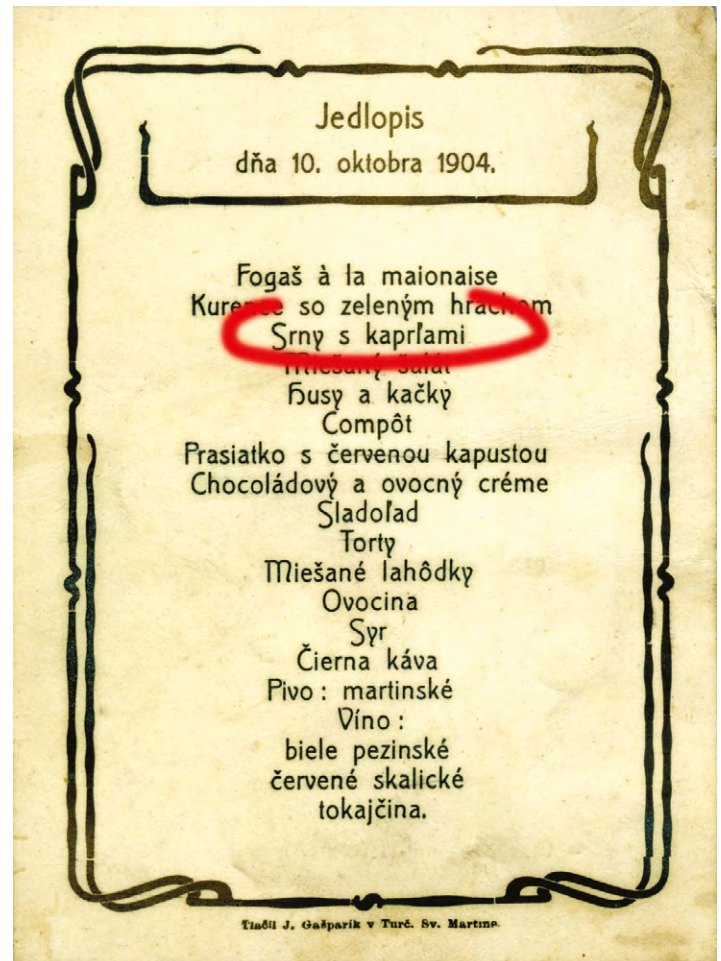 Jedlopis
dňa 10. oktobra 1904.
Fogaš à la maionaise
Kurence so zeleným hrachom
Srny s kaprľami
Miešaný šalát
Husy a kačky
Compôt
Prasiatko s červenou kapustou
Chocoládový a ovocný créme
Sladoľad
Torty
Miešané lahôdky
Ovocina
Syr
Čierna káva
Pivo : martinské
Víno :
biele pezinské
červené skalické
tokajčina.
Tlačil J. Gašparík v Turč. Sv. Martine.